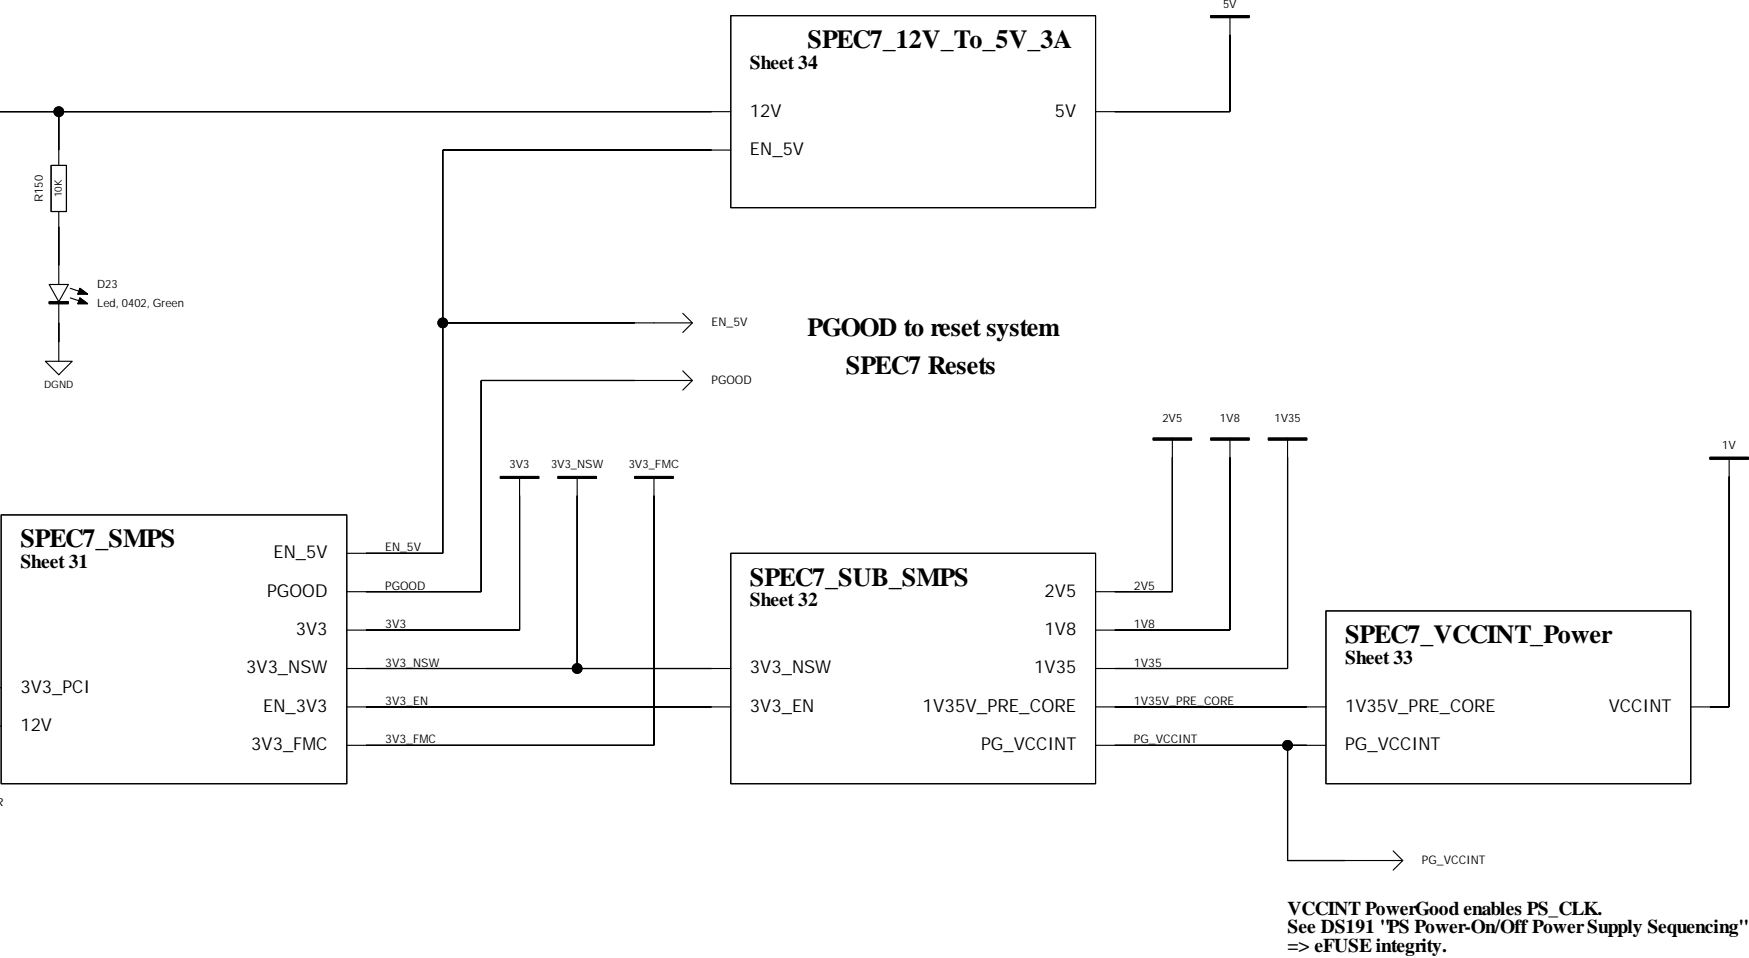 5V
SPEC7_12V_To_5V_3A
Sheet 34
12V
5V
EN_5V
R150
10K
D23
Led, 0402, Green
DGND
EN_5V
PGOOD to reset system
SPEC7 Resets
PGOOD
2V5
1V8
1V35
1V
3V3
3V3_NSW
3V3_FMC
SPEC7_SMPS
Sheet 31
EN_5V
EN_5V
PGOOD
PGOOD
3V3
3V3
3V3_NSW
3V3_NSW
3V3_PCI
EN_3V3
3V3_EN
12V
3V3_FMC
3V3_FMC
R
SPEC7_SUB_SMPS
Sheet 32
2V5
2V5
1V8
1V8
3V3_NSW
1V35
1V35
3V3_EN
1V35V_PRE_CORE
1V35V_PRE_CORE
PG_VCCINT
PG_VCCINT
SPEC7_VCCINT_Power
Sheet 33
1V35V_PRE_CORE
VCCINT
PG_VCCINT
PG_VCCINT
VCCINT PowerGood enables PS_CLK.
See DS191 "PS Power-On/Off Power Supply Sequencing"
=> eFUSE integrity.